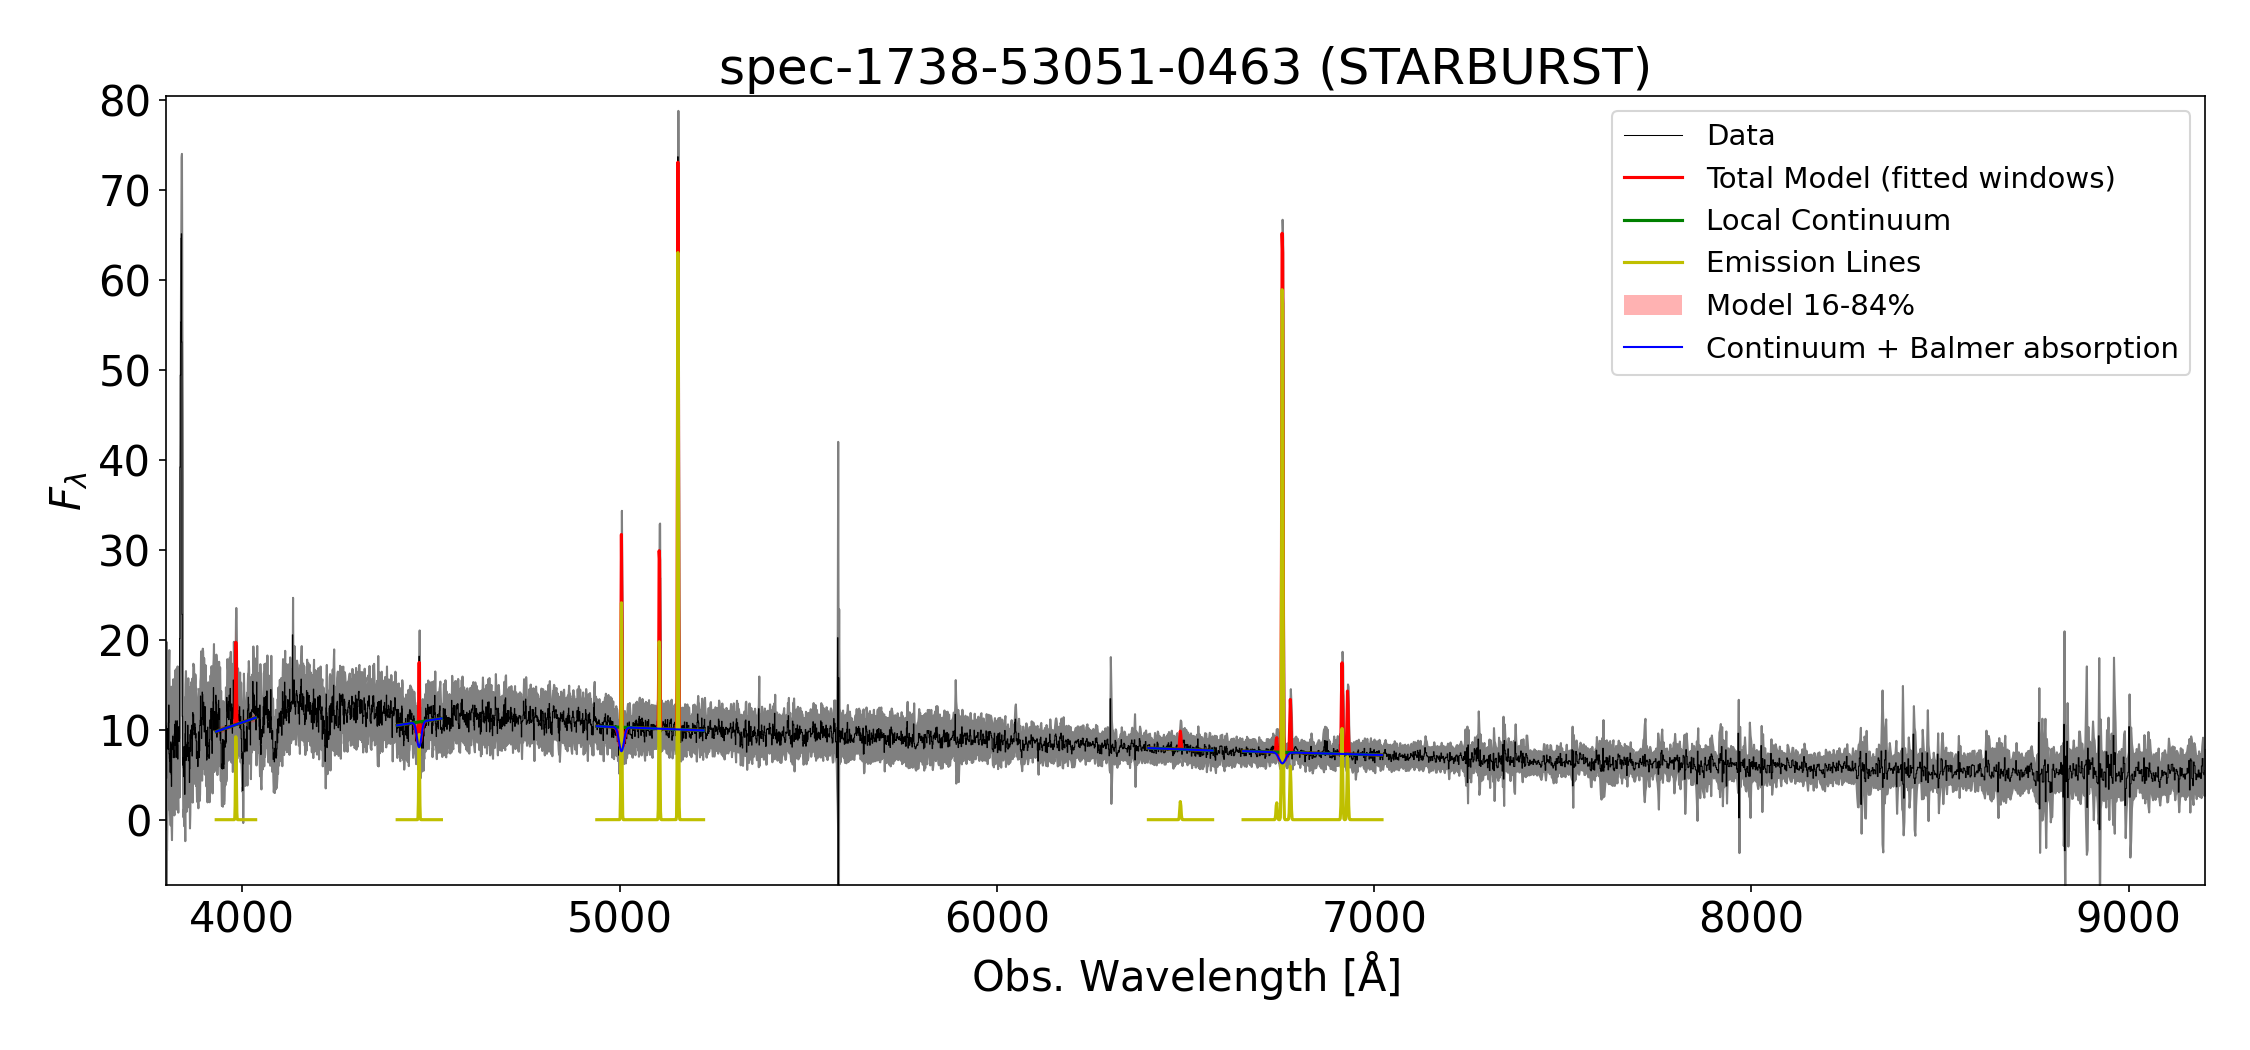 spec-1738-53051-0463 (STARBURST)
80
70
60
50
40
30
20
10
0
Fλ
Data
Total Model (fitted windows)
Local Continuum
Emission Lines
Model 16-84%
Continuum + Balmer absorption
4000 5000 6000 7000 8000 9000
Obs. Wavelength [Å]